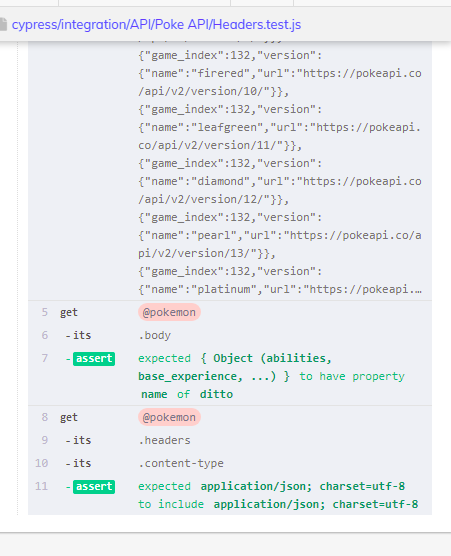 cypress/integration/API/Poke API/Headers.test.js
{"game_index":132,"version":
{"name":"firered","url":"https://pokeapi.co
/api/v2/version/10/"}},
{"game_index":132,"version":
{"name":"leafgreen","url":"https://pokeapi.
co/api/v2/version/11/"}},
{"game_index":132,"version":
{"name":"diamond","url":"https://pokeapi.co
/api/v2/version/12/"}},
{"game_index":132,"version":
{"name":"pearl","url":"https://pokeapi.co/a
pi/v2/version/13/"}},
{"game_index":132,"version":
{"name":"platinum","url":"https://pokeapi.…
5 get @pokemon
6 -its .body
7 -assert expected { Object (abilities,
base_experience, ...) } to have property
name of ditto
8 get @pokemon
9 -its .headers
10 -its .content-type
11 -assert expected application/json; charset=utf-8
to include application/json; charset=utf-8